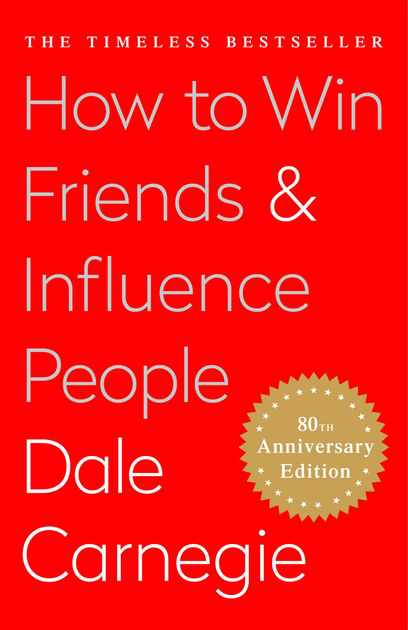 THE TIMELESS BESTSELLER
How to Win
Friends &
Influence
People
80TH
Anniversary
Edition
Dale
Carnegie